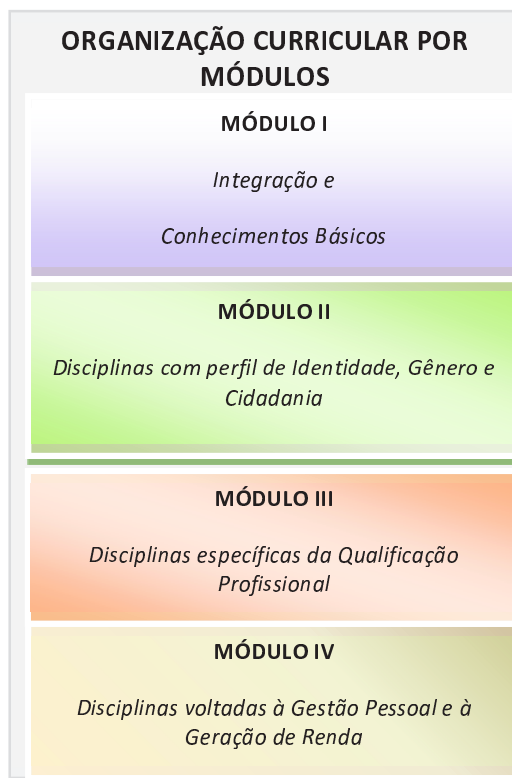 ORGANIZAÇÃO CURRICULAR POR
MÓDULOS
MÓDULO I
Integração e
Conhecimentos Básicos
MÓDULO II
Disciplinas com perfil de Identidade, Gênero e
Cidadania
MÓDULO III
Disciplinas específicas da Qualificação
Profissional
MÓDULO IV
Disciplinas voltadas à Gestão Pessoal e à
Geração de Renda